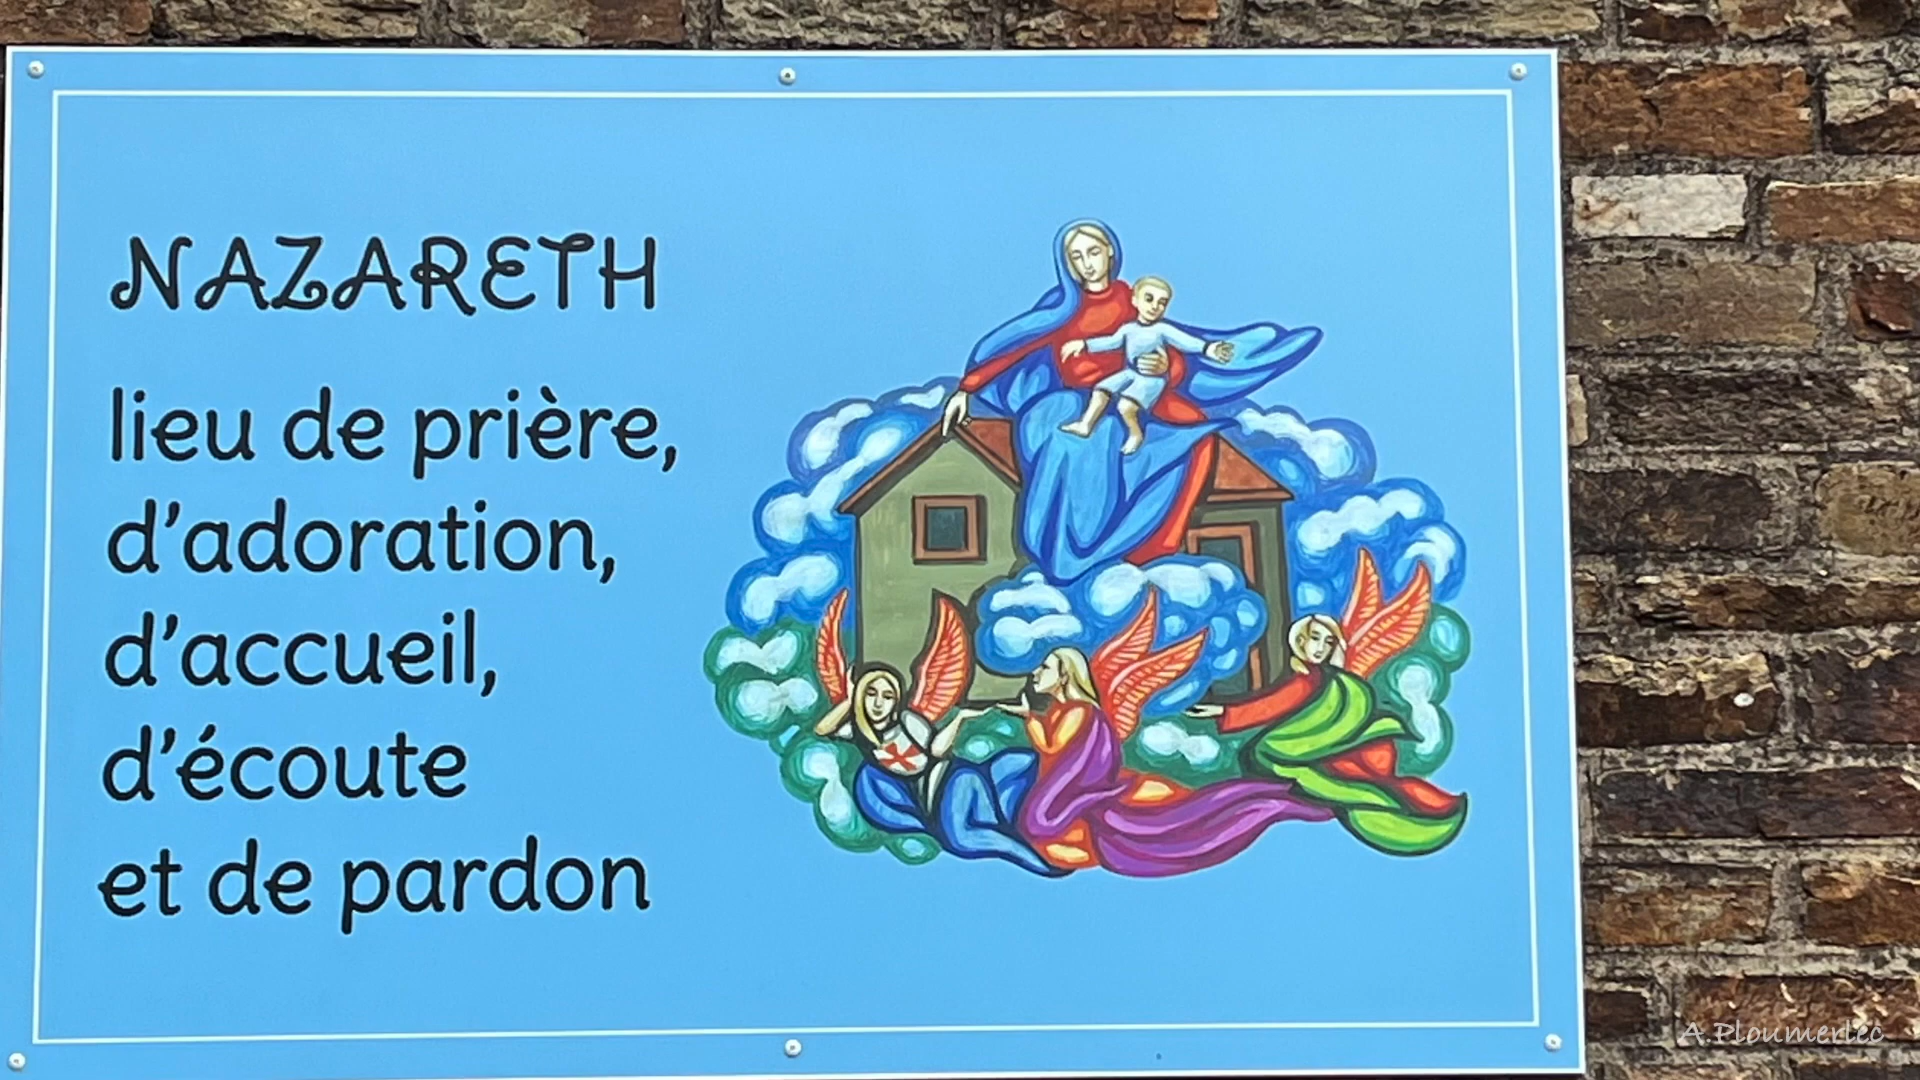 NAZARETH
lieu de prière,
d'adoration,
d'accueil,
d'écoute
et de pardon
A.Ploumerlec